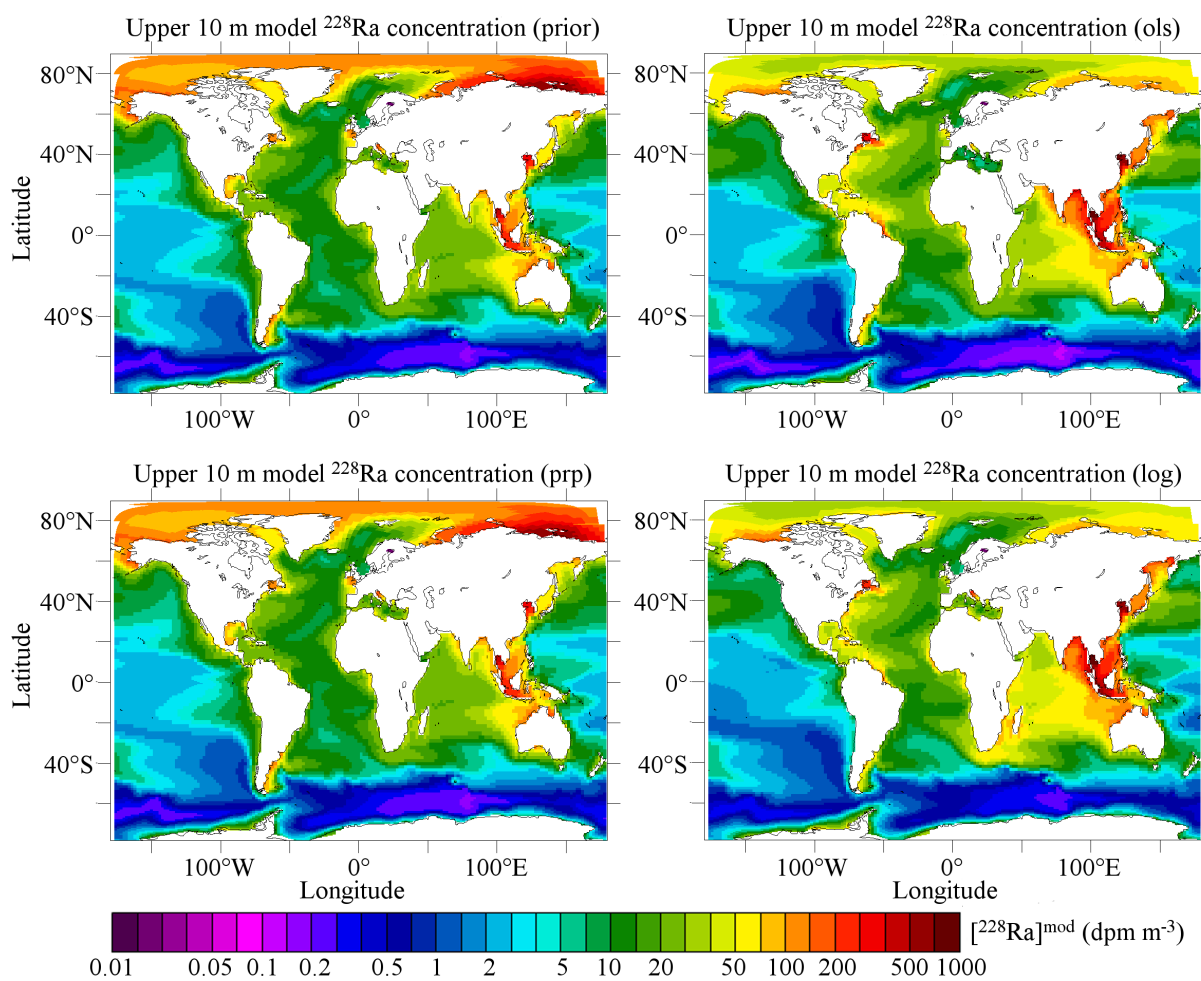 Upper 10 m model ²²⁸Ra concentration (prior)
Upper 10 m model ²²⁸Ra concentration (ols)
80°N
40°N
0°
40°S
Latitude
100°W 0° 100°E
80°N
40°N
0°
40°S
100°W 0° 100°E
Upper 10 m model ²²⁸Ra concentration (prp)
Upper 10 m model ²²⁸Ra concentration (log)
80°N
40°N
0°
40°S
Latitude
100°W 0° 100°E
Longitude
80°N
40°N
0°
40°S
100°W 0° 100°E
Longitude
[²²⁸Ra]ᵐᵒᵈ (dpm m⁻³)
0.01 0.05 0.1 0.2 0.5 1 2 5 10 20 50 100 200 500 1000